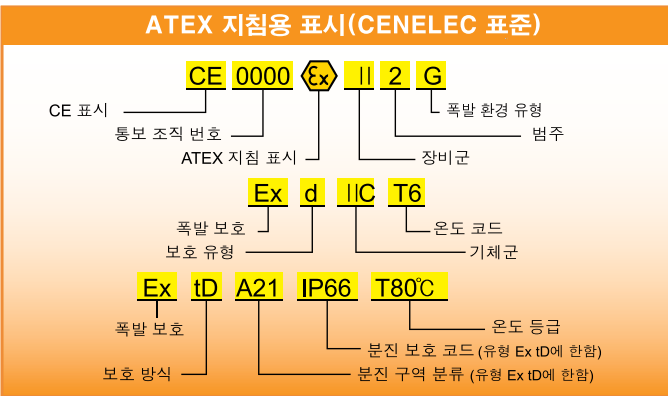 ATEX 지침용 표시(CENELEC 표준)
CE 0000 Ex II 2 G
CE 표시
폭발 환경 유형
통보 조직 번호
범주
ATEX 지침 표시
장비군
Ex d IIC T6
폭발 보호
온도 코드
보호 유형
기체군
Ex tD A21 IP66 T80℃
폭발 보호
온도 등급
분진 보호 코드 (유형 Ex tD에 한함)
보호 방식
분진 구역 분류 (유형 Ex tD에 한함)